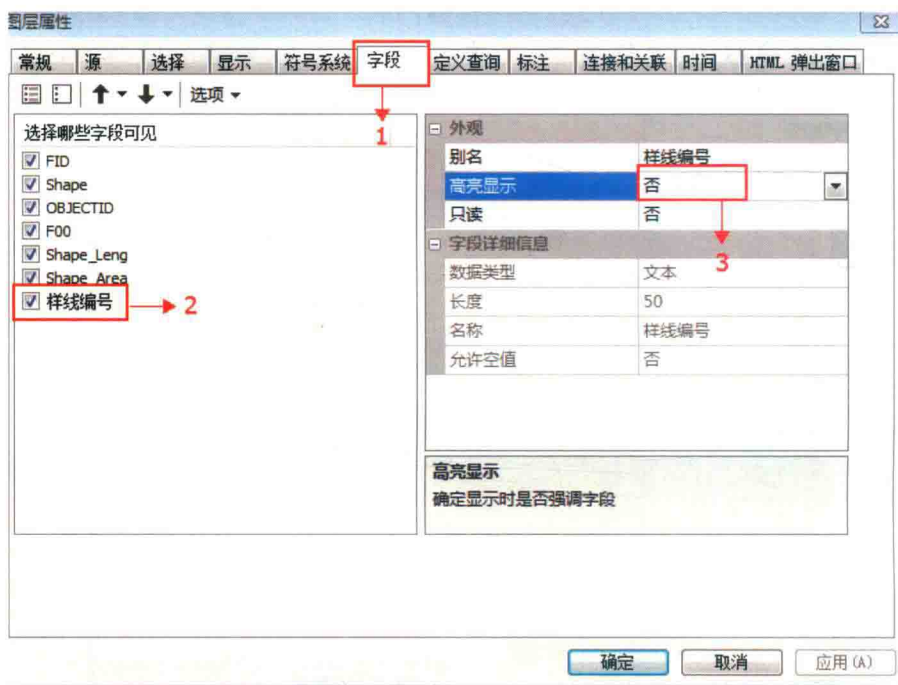 图层属性
常规 源 选择 显示 符号系统 字段 定义查询 标注 连接和关联 时间 HTML 弹出窗口
选项
1
选择哪些字段可见
FID
Shape
OBJECTID
F00
Shape_Leng
Shape_Area
样线编号
2
外观
别名 样线编号
高亮显示 否
只读 否
3
字段详细信息
数据类型 文本
长度 50
名称 样线编号
允许空值 否
高亮显示
确定显示时是否强调字段
确定 取消 应用(A)